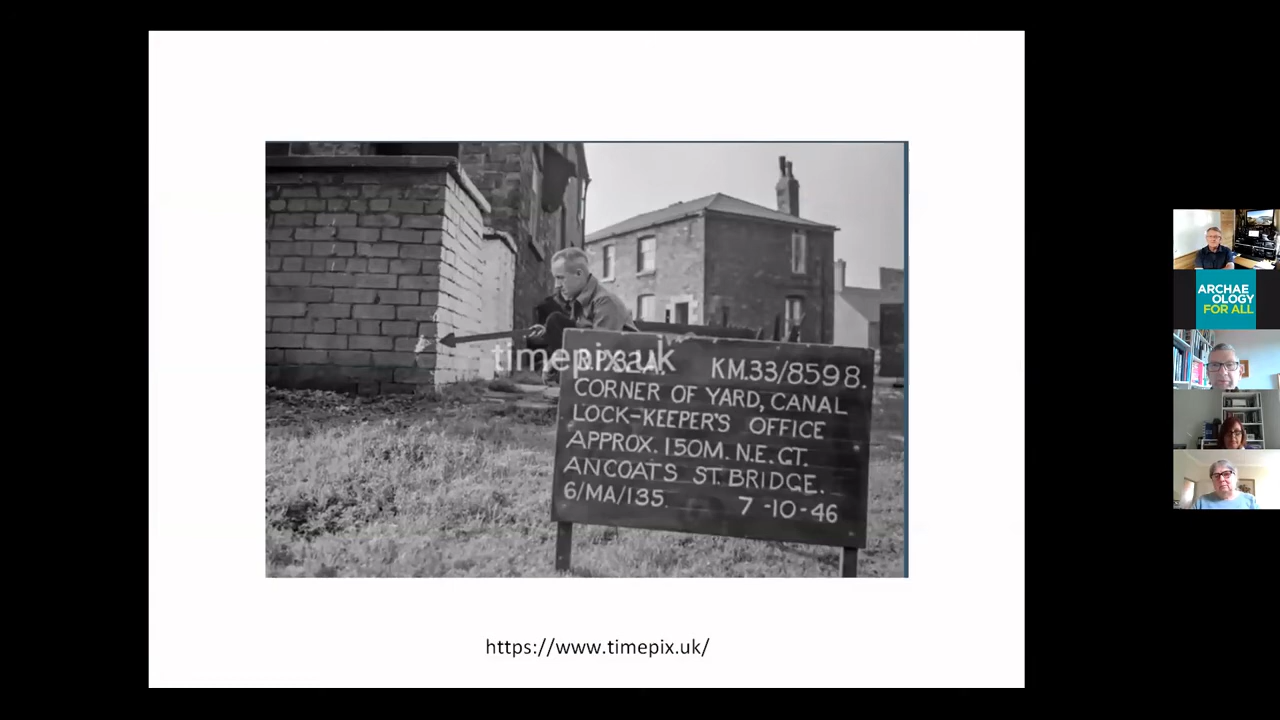 timepix.uk
KM.33/8598.
CORNER OF YARD, CANAL
LOCK-KEEPER'S OFFICE
APPROX. 150M. N.E. GT.
ANCOATS ST. BRIDGE.
6/MA/135. 7-10-46
https://www.timepix.uk/
ARCHAE
OLOGY
FOR ALL